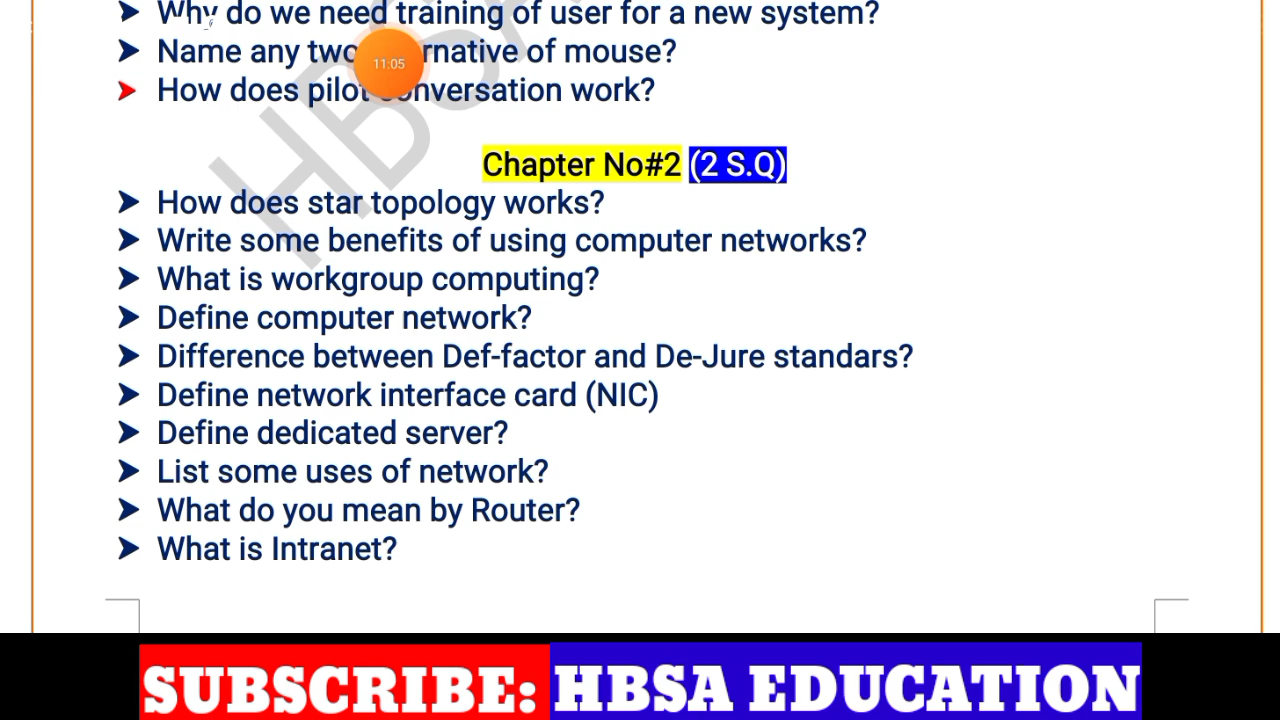 Why do we need training of user for a new system?
Name any two rnative of mouse?
How does pilot nversation work?
11:05
HBSA
Chapter No#2 (2 S.Q)
How does star topology works?
Write some benefits of using computer networks?
What is workgroup computing?
Define computer network?
Difference between Def-factor and De-Jure standars?
Define network interface card (NIC)
Define dedicated server?
List some uses of network?
What do you mean by Router?
What is Intranet?
SUBSCRIBE: HBSA EDUCATION